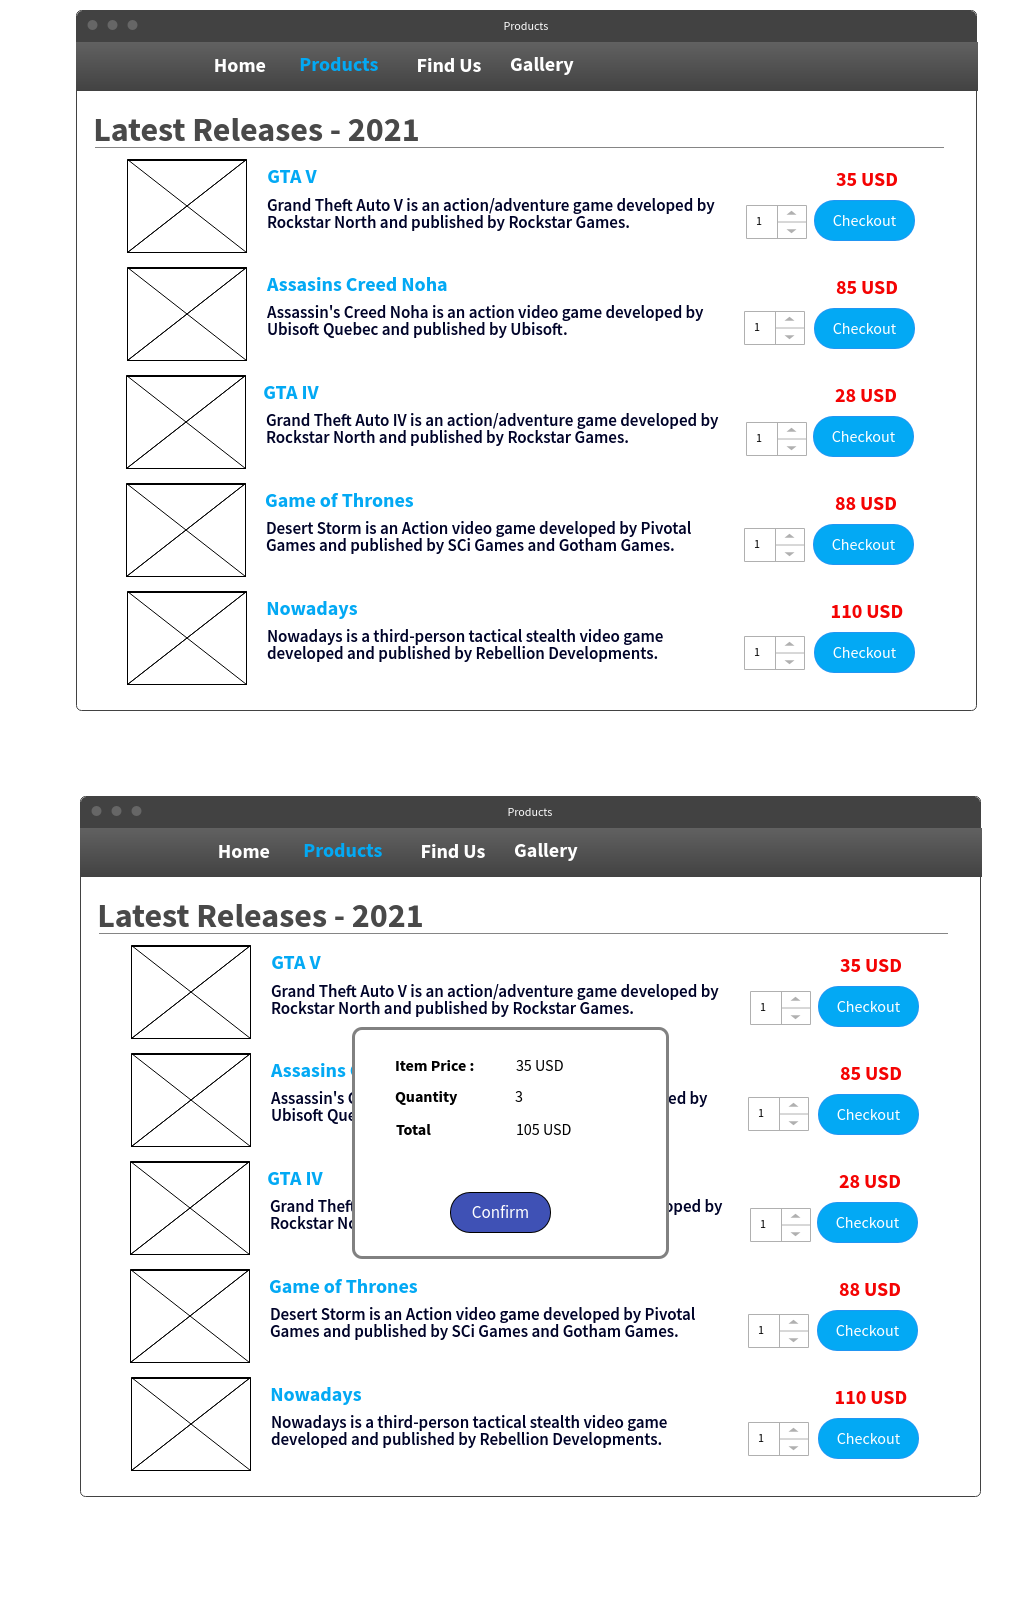 Products
Home Products Find Us Gallery
Latest Releases - 2021
GTA V
35 USD
Grand Theft Auto V is an action/adventure game developed by
Rockstar North and published by Rockstar Games.
1
Checkout
Assasins Creed Noha
85 USD
Assassin's Creed Noha is an action video game developed by
Ubisoft Quebec and published by Ubisoft.
1
Checkout
GTA IV
28 USD
Grand Theft Auto IV is an action/adventure game developed by
Rockstar North and published by Rockstar Games.
1
Checkout
Game of Thrones
88 USD
Desert Storm is an Action video game developed by Pivotal
Games and published by SCi Games and Gotham Games.
1
Checkout
Nowadays
110 USD
Nowadays is a third-person tactical stealth video game
developed and published by Rebellion Developments.
1
Checkout
Products
Home Products Find Us Gallery
Latest Releases - 2021
GTA V
35 USD
Grand Theft Auto V is an action/adventure game developed by
Rockstar North and published by Rockstar Games.
1
Checkout
Item Price : 35 USD
Quantity 3
Total 105 USD
Confirm
Assasins
85 USD
Assassin's
ed by
Ubisoft
1
Checkout
GTA IV
28 USD
Grand Theft
oped by
Rockstar
1
Checkout
Game of Thrones
88 USD
Desert Storm is an Action video game developed by Pivotal
Games and published by SCi Games and Gotham Games.
1
Checkout
Nowadays
110 USD
Nowadays is a third-person tactical stealth video game
developed and published by Rebellion Developments.
1
Checkout